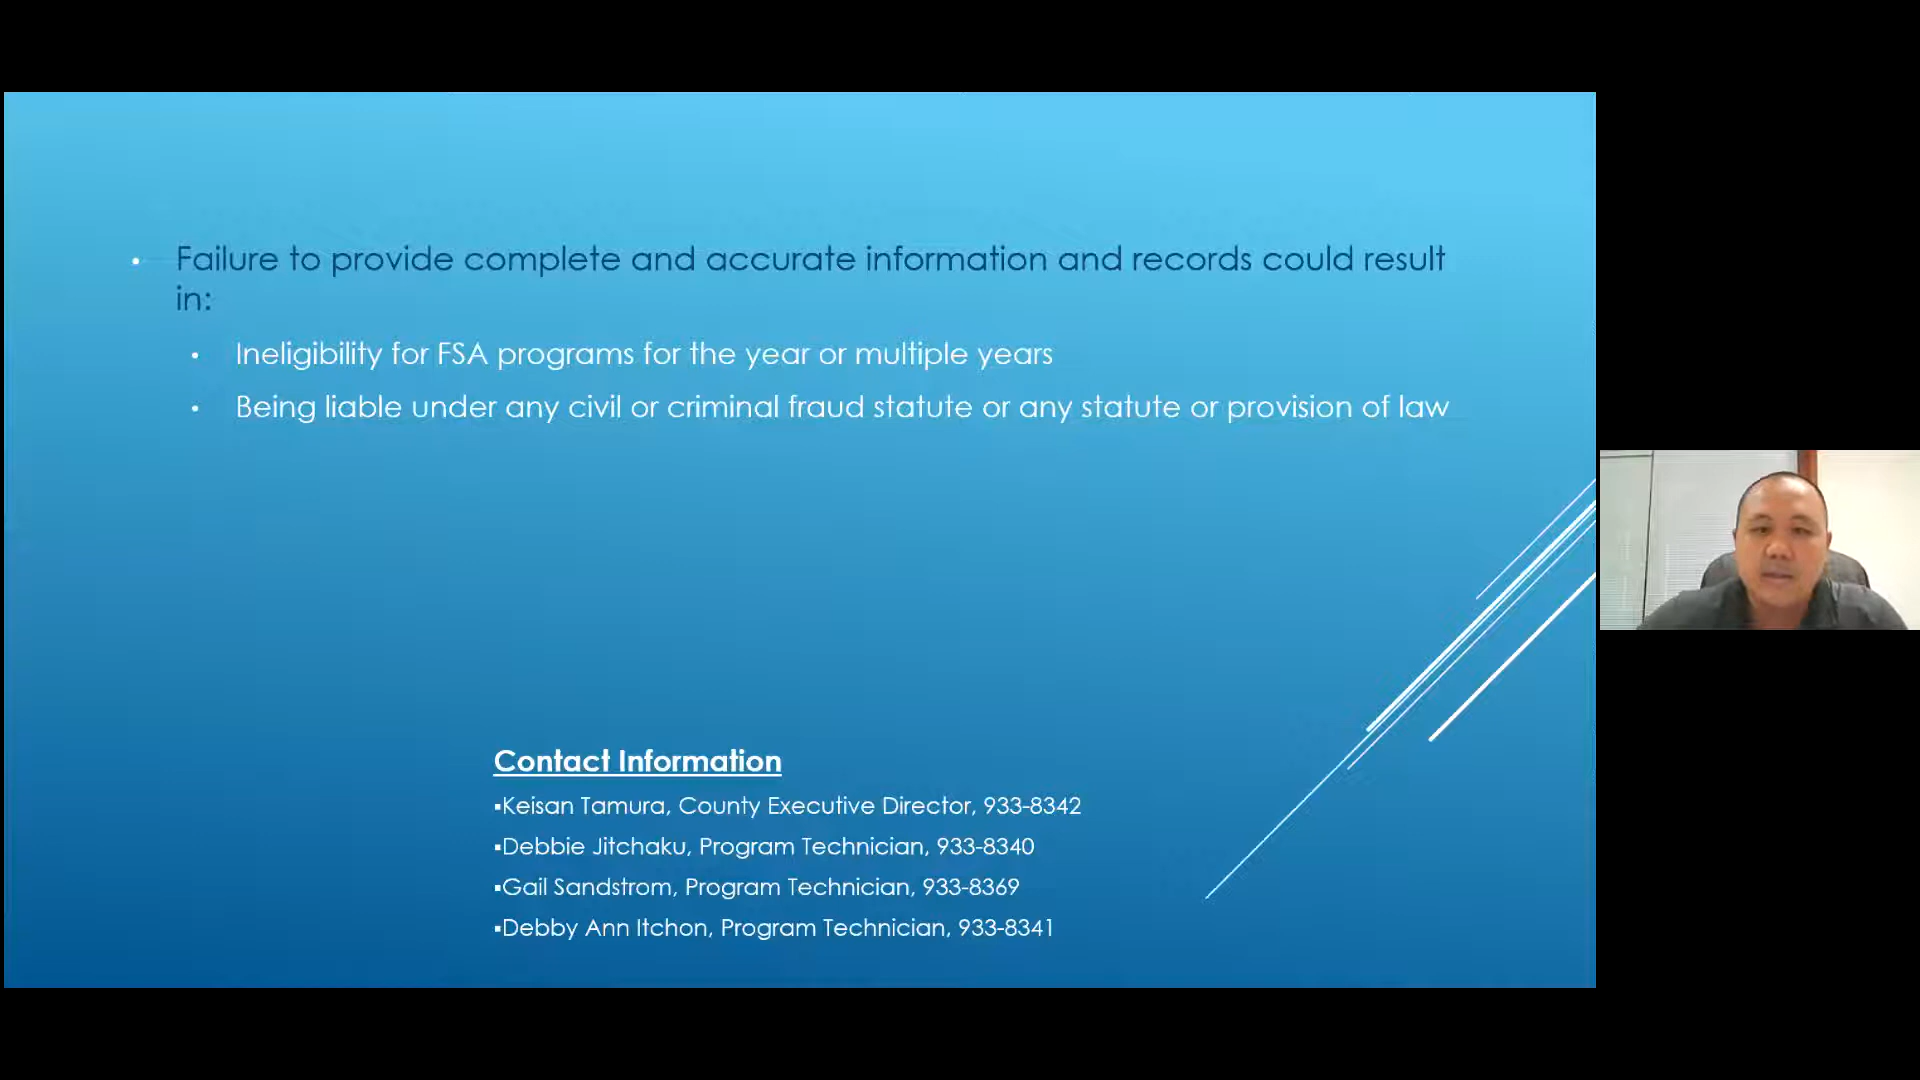 • Failure to provide complete and accurate information and records could result
in:
• Ineligibility for FSA programs for the year or multiple years
• Being liable under any civil or criminal fraud statute or any statute or provision of law
Contact Information
▪Keisan Tamura, County Executive Director, 933-8342
▪Debbie Jitchaku, Program Technician, 933-8340
▪Gail Sandstrom, Program Technician, 933-8369
▪Debby Ann Itchon, Program Technician, 933-8341